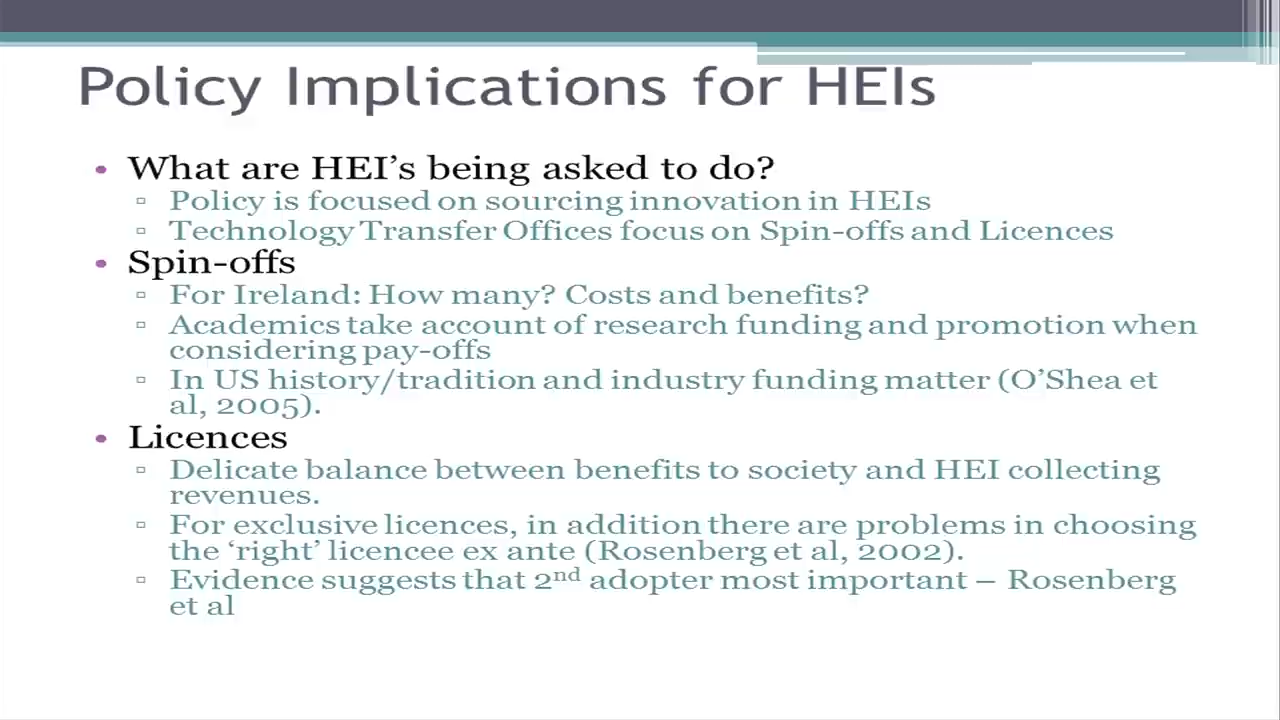 Policy Implications for HEIs
• What are HEI’s being asked to do?
▫ Policy is focused on sourcing innovation in HEIs
▫ Technology Transfer Offices focus on Spin-offs and Licences
• Spin-offs
▫ For Ireland: How many? Costs and benefits?
▫ Academics take account of research funding and promotion when
considering pay-offs
▫ In US history/tradition and industry funding matter (O’Shea et
al, 2005).
• Licences
▫ Delicate balance between benefits to society and HEI collecting
revenues.
▫ For exclusive licences, in addition there are problems in choosing
the ‘right’ licencee ex ante (Rosenberg et al, 2002).
▫ Evidence suggests that 2nd adopter most important – Rosenberg
et al